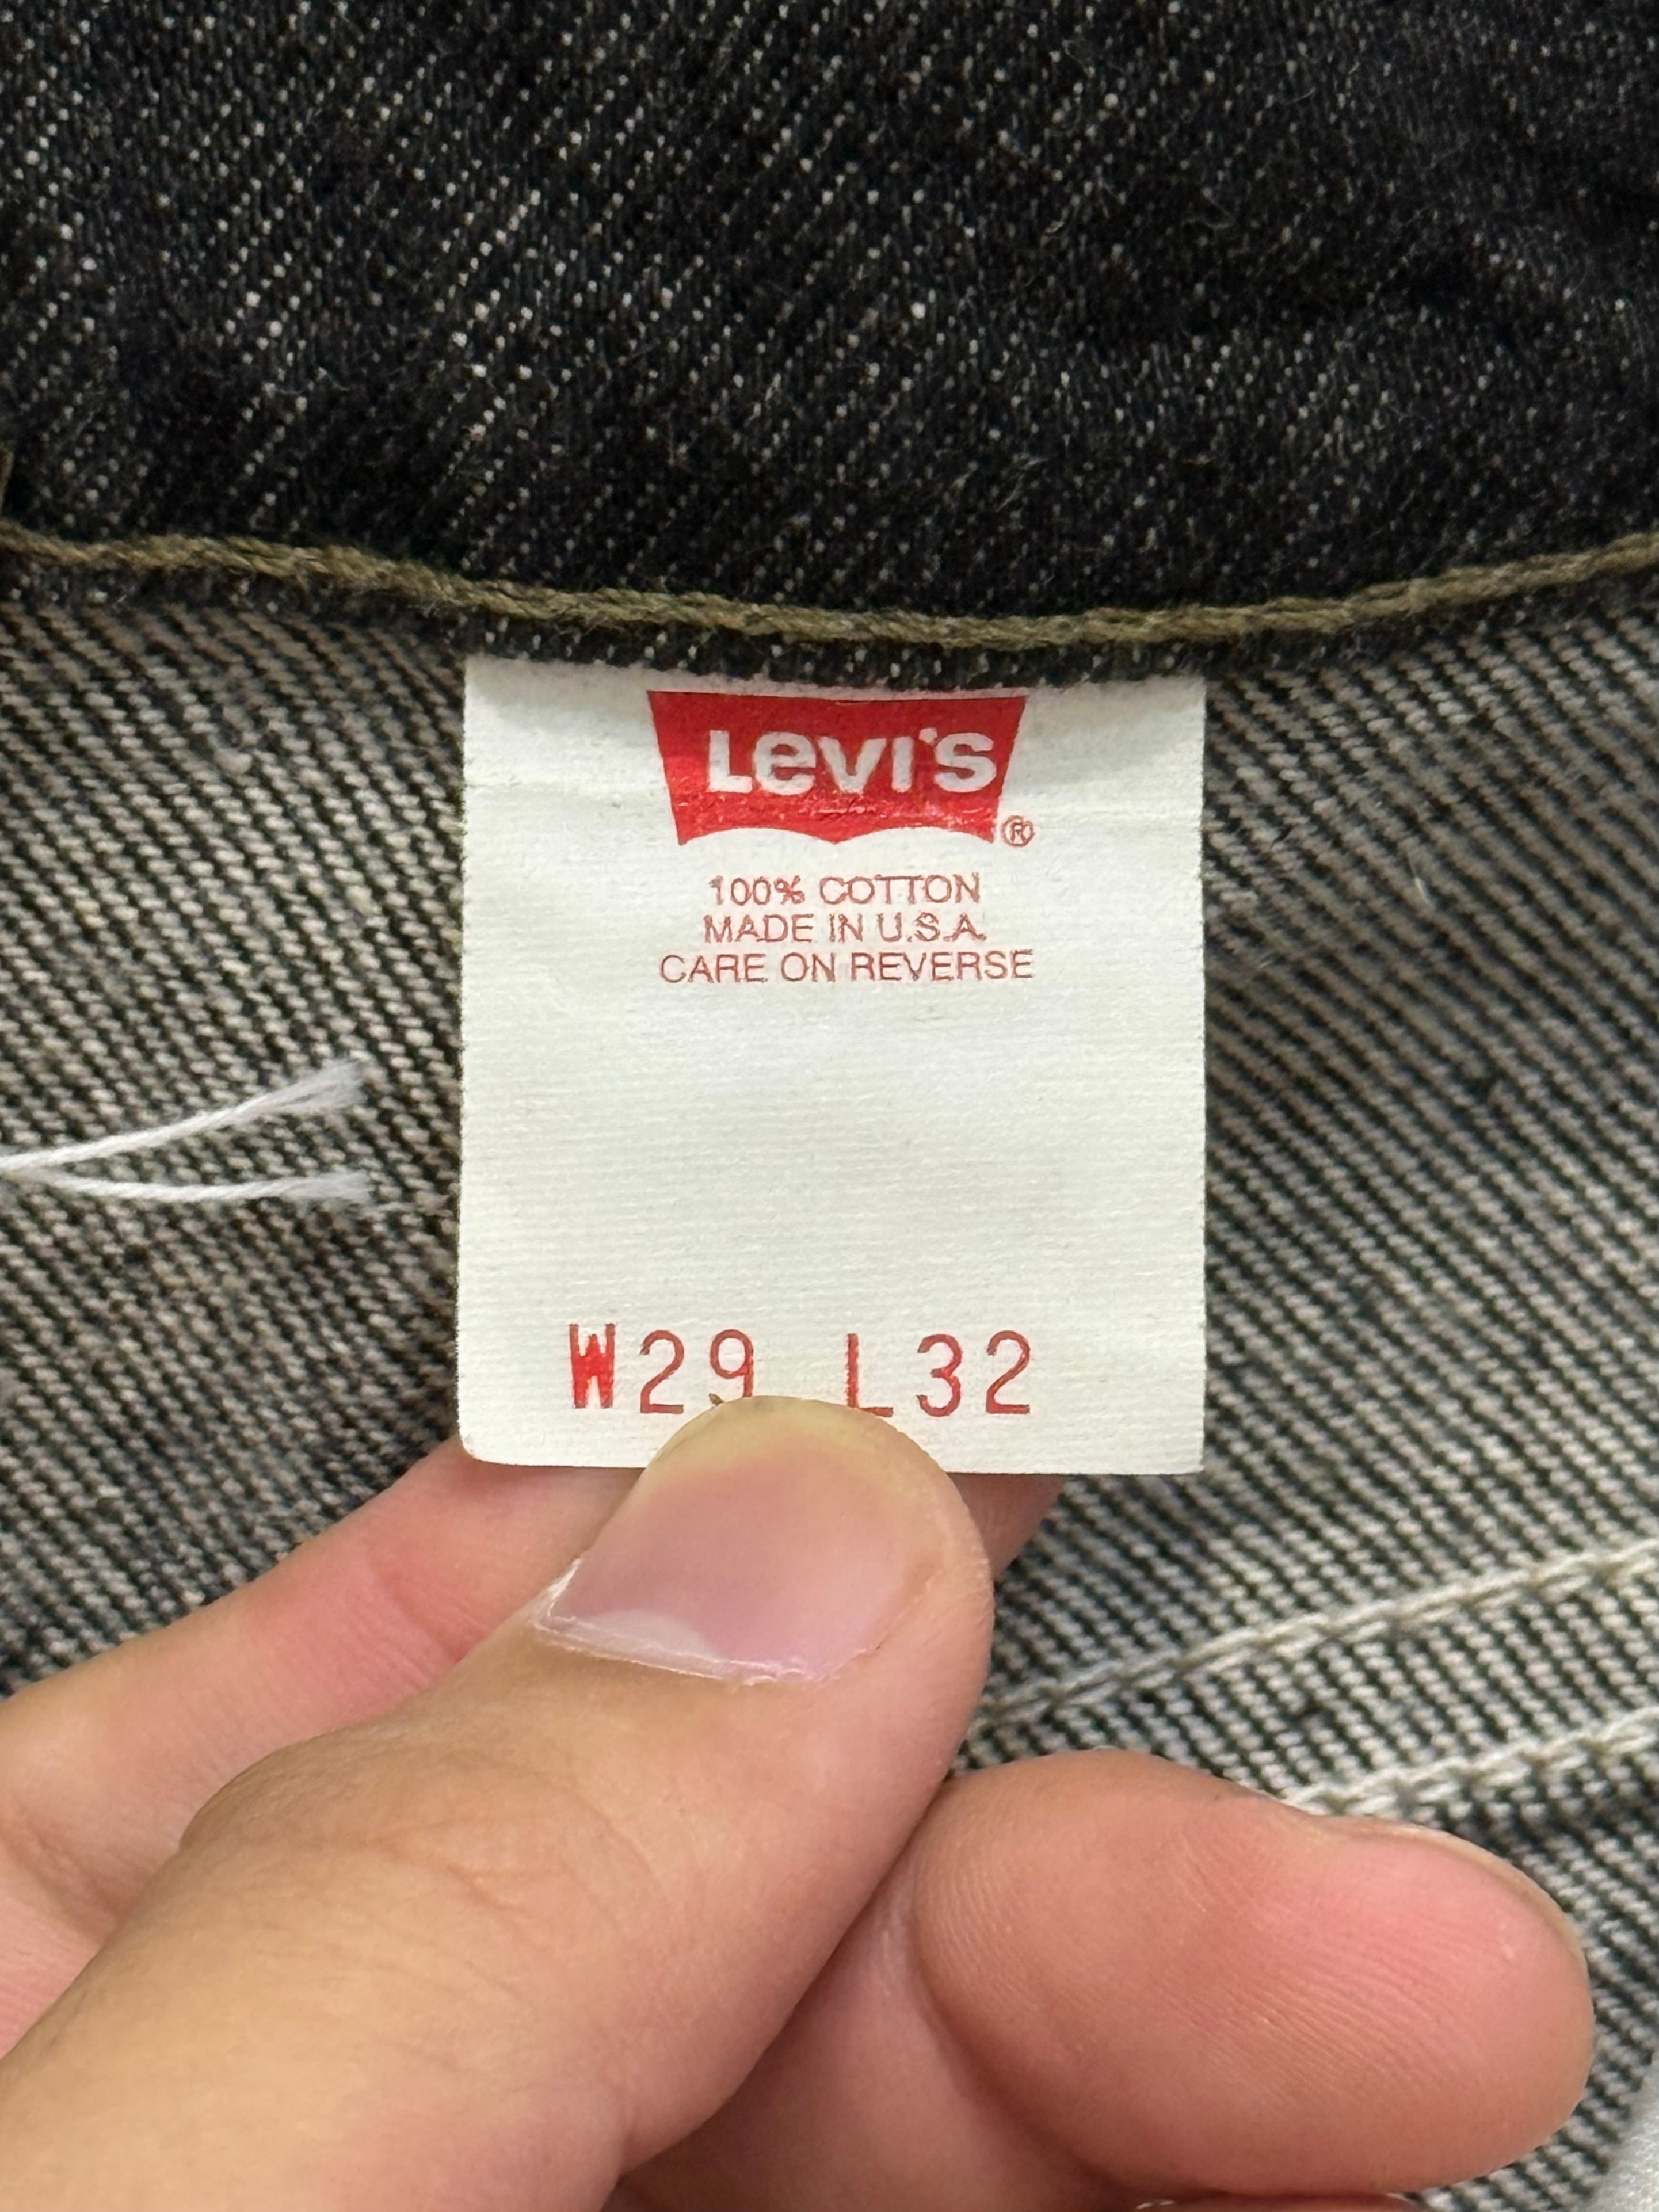 Levi's ®
100% COTTON
MADE IN U.S.A.
CARE ON REVERSE
W29 L32